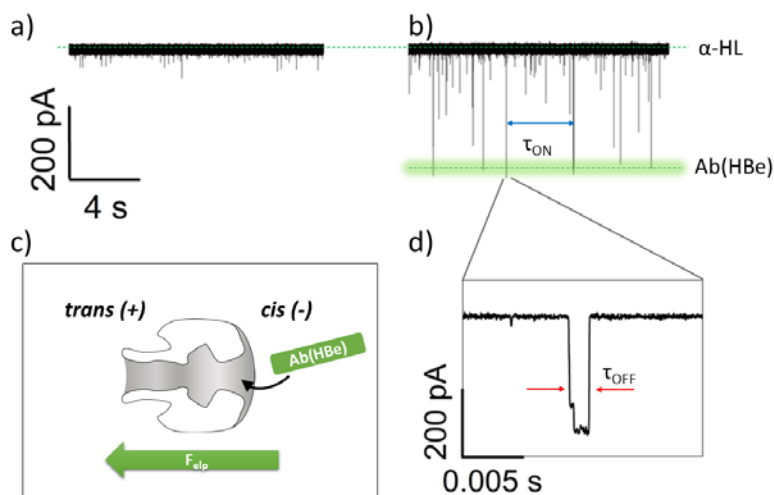 a)
b)
α-HL
200 pA
4 s
τON
Ab(HBe)
c)
d)
trans (+)
cis (-)
Ab(HBe)
Felp
τOFF
200 pA
0.005 s